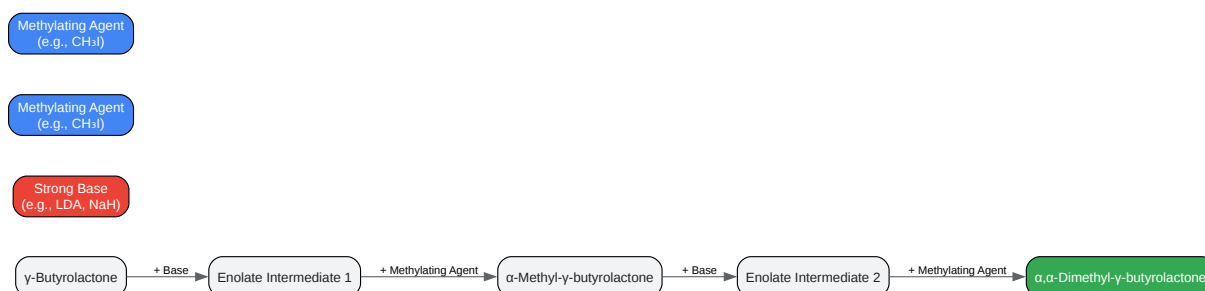 Methylating Agent
(e.g., CH₃I)
Methylating Agent
(e.g., CH₃I)
Strong Base
(e.g., LDA, NaH)
γ-Butyrolactone
+ Base
Enolate Intermediate 1
+ Methylating Agent
α-Methyl-γ-butyrolactone
+ Base
Enolate Intermediate 2
+ Methylating Agent
α,α-Dimethyl-γ-butyrolactone